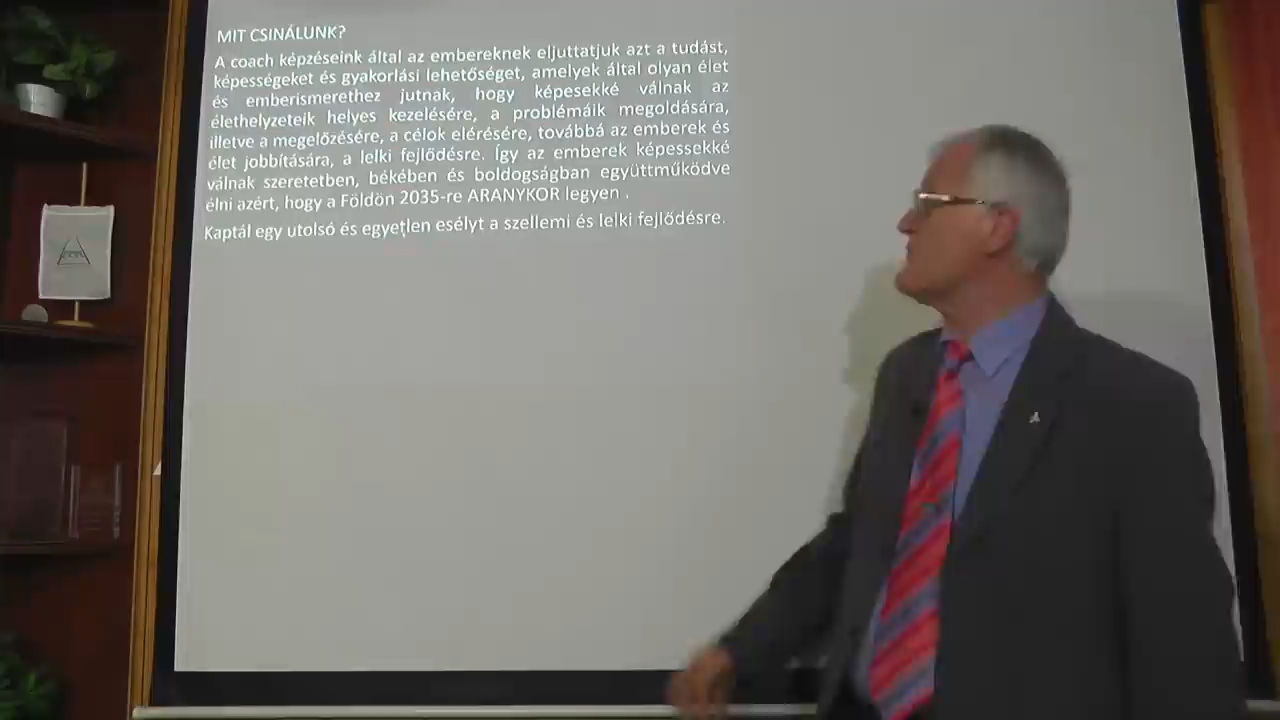 MIT CSINÁLUNK?
A coach képzéseink által az embereknek eljuttatjuk azt a tudást,
képességeket és gyakorlási lehetőséget, amelyek által olyan élet
és emberismerethez jutnak, hogy képesekké válnak az
élethelyzeteik helyes kezelésére, a problémáik megoldására,
illetve a megelőzésére, a célok elérésére, továbbá az emberek és
élet jobbítására, a lelki fejlődésre. Így az emberek képessekké
válnak szeretetben, békében és boldogságban együttműködve
élni azért, hogy a Földön 2035-re ARANYKOR legyen .
Kaptál egy utolsó és egyetlen esélyt a szellemi és lelki fejlődésre.